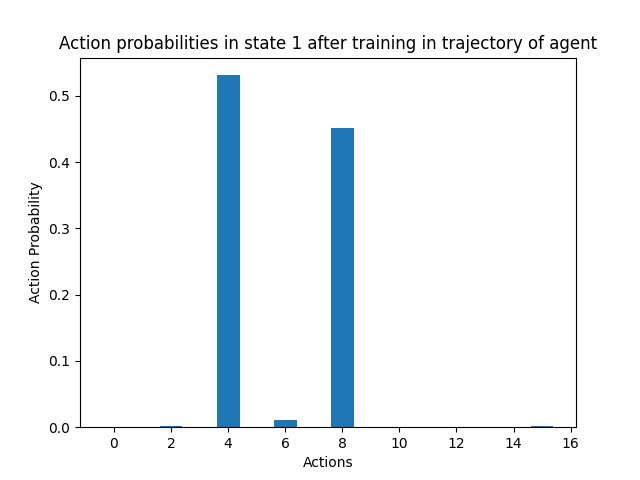 Action probabilities in state 1 after training in trajectory of agent
Action Probability
0.5
0.4
0.3
0.2
0.1
0.0
0 2 4 6 8 10 12 14 16
Actions